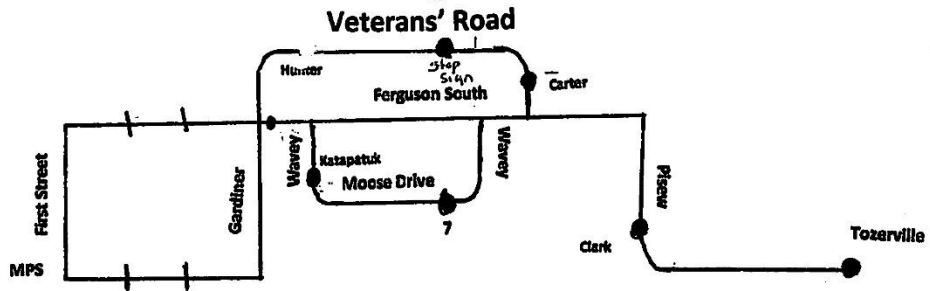 Veterans' Road
Hunter
Stop
Sign
Carter
Ferguson South
First Street
Gardiner
Wavey
Katapatuk
Moose Drive
Wavey
7
Pisew
Clark
Tozerville
MPS